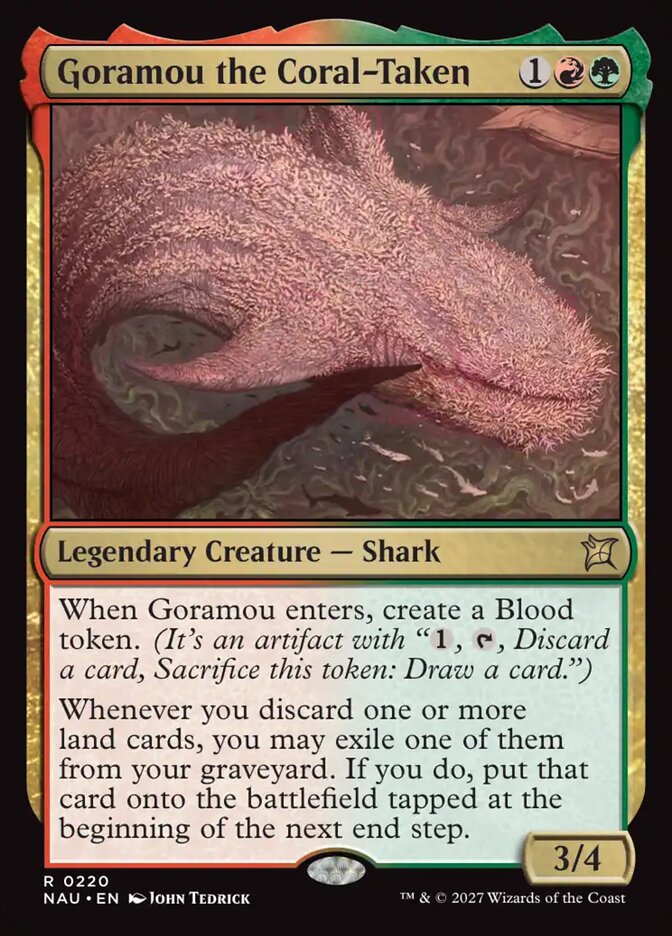 Goramou the Coral-Taken 1
Legendary Creature — Shark
When Goramou enters, create a Blood
token. (It's an artifact with “1, , Discard
a card, Sacrifice this token: Draw a card.”)
Whenever you discard one or more
land cards, you may exile one of them
from your graveyard. If you do, put that
card onto the battlefield tapped at the
beginning of the next end step.
3/4
R 0220
NAU • EN John Tedrick
™ & © 2027 Wizards of the Coast